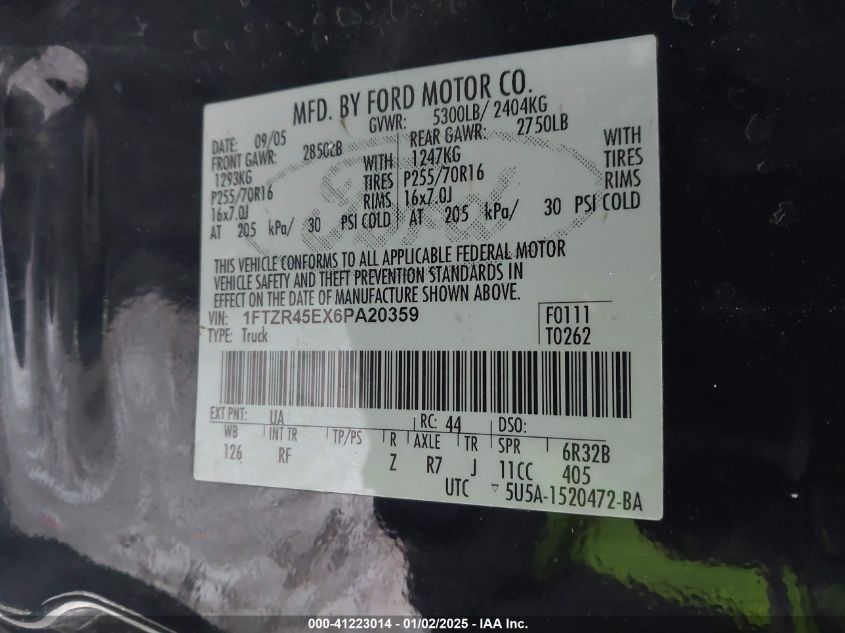 MFD. BY FORD MOTOR CO.
DATE: 09/05 GVWR: 5300LB/ 2404KG
FRONT GAWR: 2850LB REAR GAWR: 2750LB
1293KG WITH 1247KG WITH
P255/70R16 TIRES P255/70R16 TIRES
16x7.0J RIMS 16x7.0J RIMS
AT 205 kPa/ 30 PSI COLD AT 205 kPa/ 30 PSI COLD
THIS VEHICLE CONFORMS TO ALL APPLICABLE FEDERAL MOTOR
VEHICLE SAFETY AND THEFT PREVENTION STANDARDS IN
EFFECT ON THE DATE OF MANUFACTURE SHOWN ABOVE.
VIN: 1FTZR45EX6PA20359 F0111
TYPE: Truck T0262
EXT PNT: UA RC: 44 DSO:
WB INT TR TP/PS R AXLE TR SPR 6R32B
126 RF Z R7 J 11CC 405
UTC ▽ 5U5A-1520472-BA
000-41223014 - 01/02/2025 - IAA Inc.